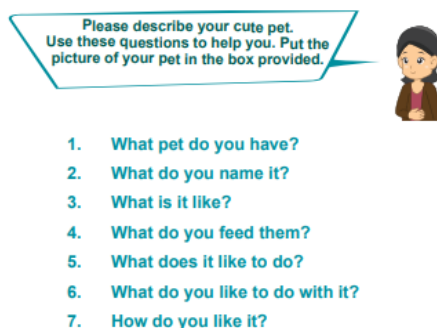 Please describe your cute pet.
Use these questions to help you. Put the
picture of your pet in the box provided.
1. What pet do you have?
2. What do you name it?
3. What is it like?
4. What do you feed them?
5. What does it like to do?
6. What do you like to do with it?
7. How do you like it?